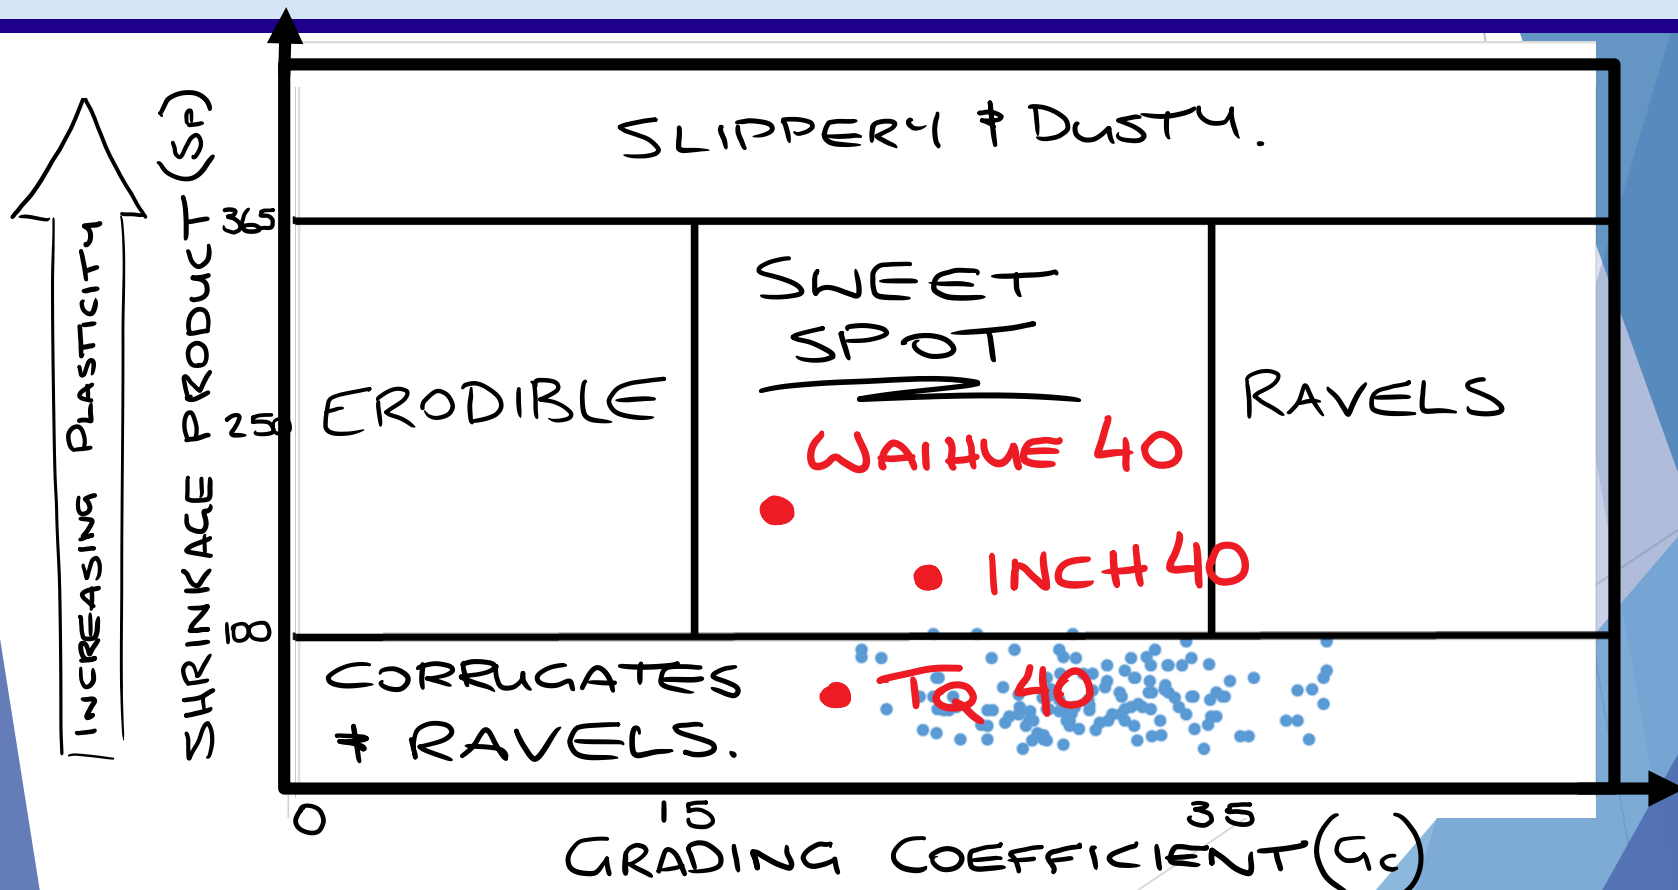 SLIPPERY & DUSTY.
365
SWEET
SPOT
ERODIBLE
RAVELS
250
WAIHUE 40
INCH 40
100
CORRUGATES
& RAVELS.
TQ 40
0
15
35
GRADING COEFFICIENT (Gc)
SHRINKAGE PRODUCT (SP)
INCREASING PLASTICITY